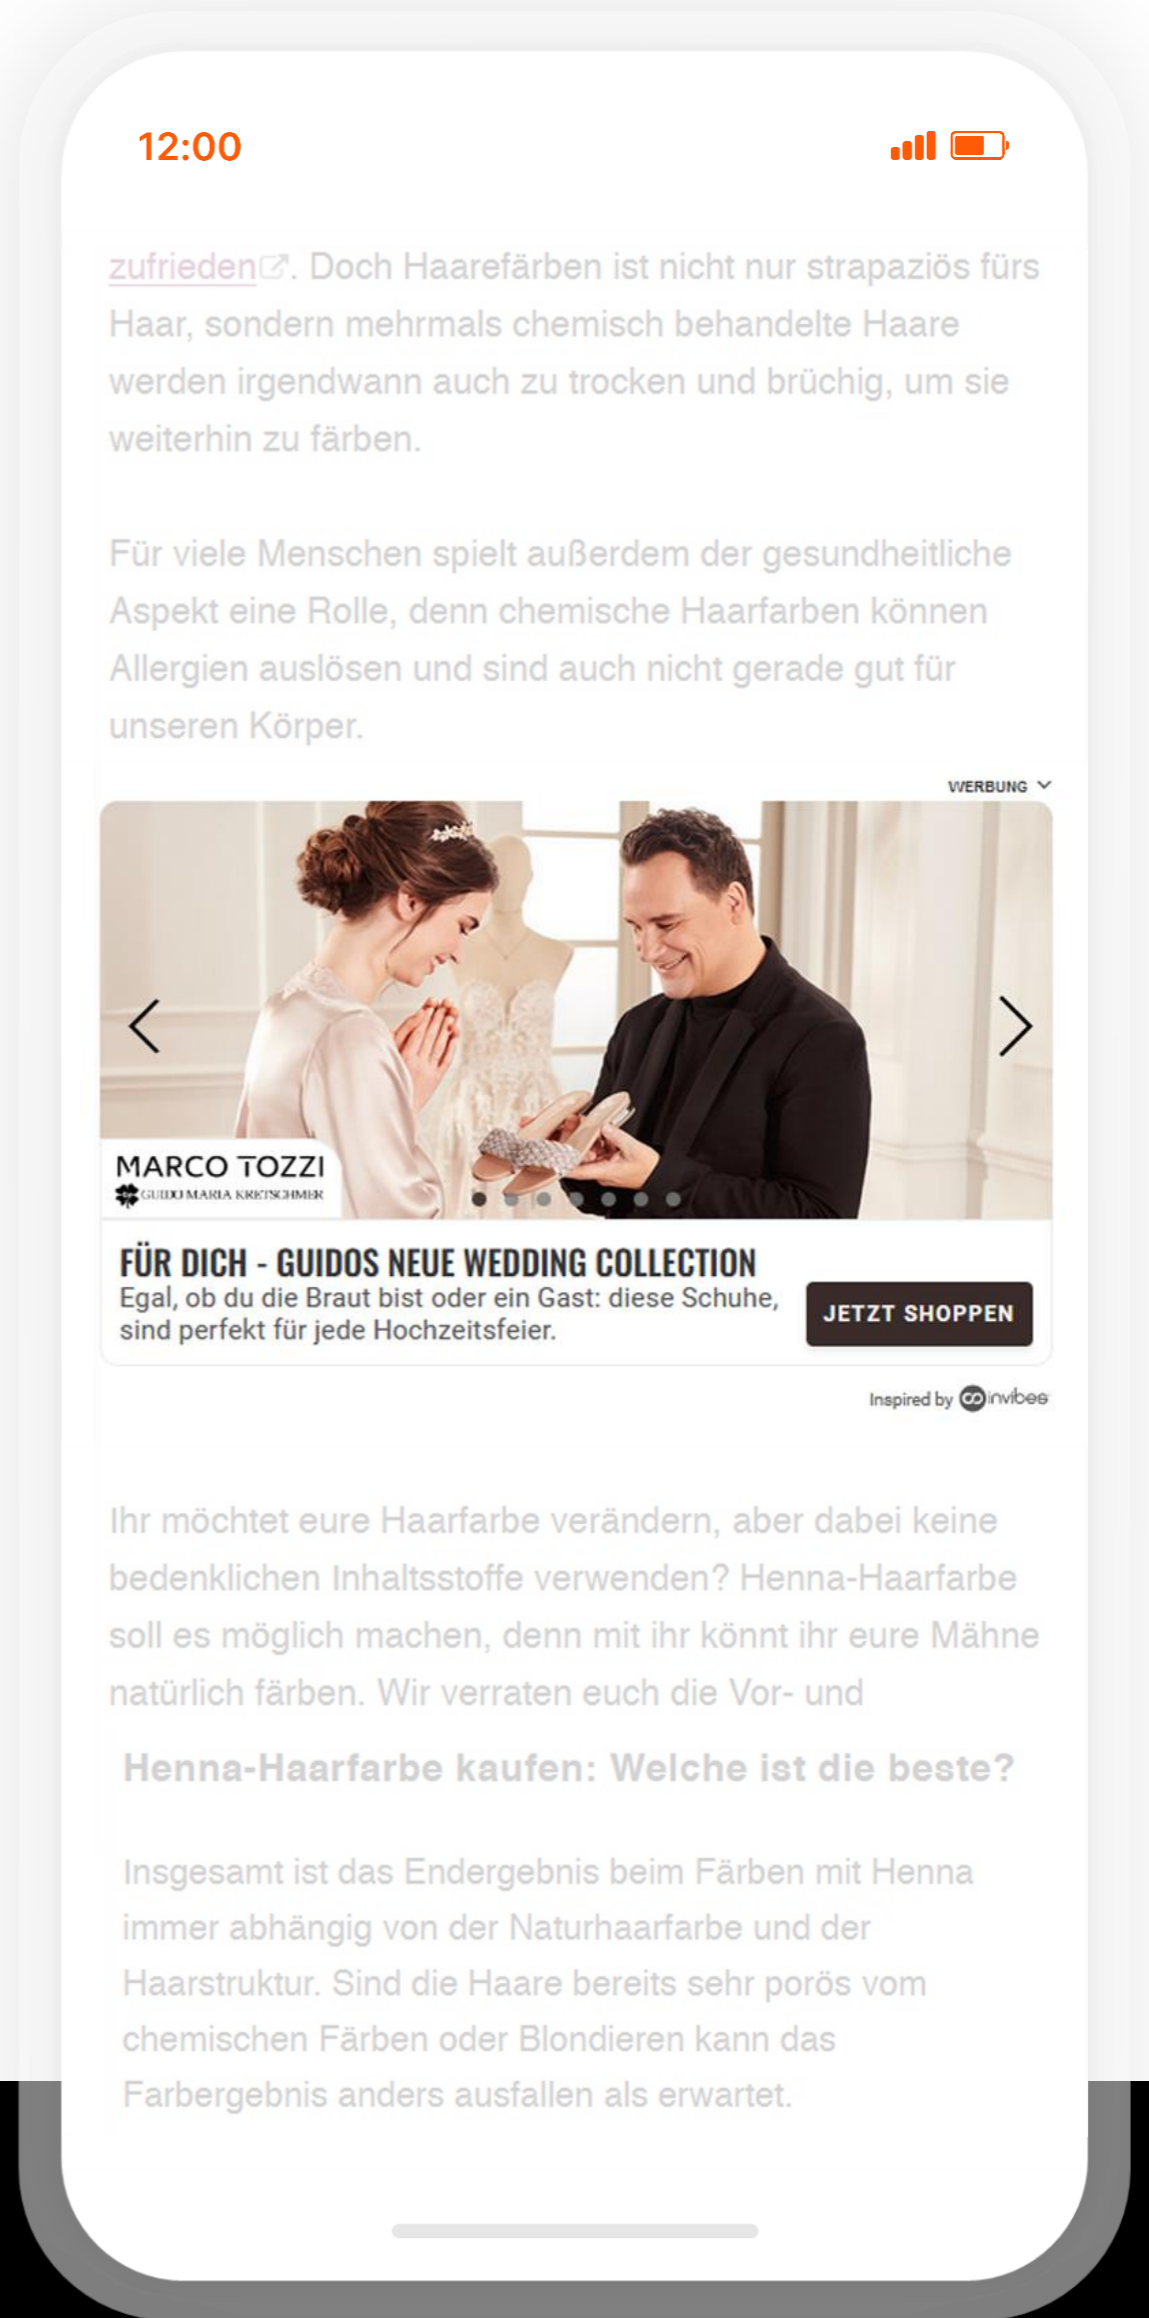 12:00
zufrieden. Doch Haarefärben ist nicht nur strapaziös fürs
Haar, sondern mehrmals chemisch behandelte Haare
werden irgendwann auch zu trocken und brüchig, um sie
weiterhin zu färben.
Für viele Menschen spielt außerdem der gesundheitliche
Aspekt eine Rolle, denn chemische Haarfarben können
Allergien auslösen und sind auch nicht gerade gut für
unseren Körper.
WERBUNG
MARCO TOZZI
GUIDO MARIA KRETSCHMER
FÜR DICH - GUIDOS NEUE WEDDING COLLECTION
Egal, ob du die Braut bist oder ein Gast: diese Schuhe,
sind perfekt für jede Hochzeitsfeier.
JETZT SHOPPEN
Inspired by invibes
Ihr möchtet eure Haarfarbe verändern, aber dabei keine
bedenklichen Inhaltsstoffe verwenden? Henna-Haarfarbe
soll es möglich machen, denn mit ihr könnt ihr eure Mähne
natürlich färben. Wir verraten euch die Vor- und
Henna-Haarfarbe kaufen: Welche ist die beste?
Insgesamt ist das Endergebnis beim Färben mit Henna
immer abhängig von der Naturhaarfarbe und der
Haarstruktur. Sind die Haare bereits sehr porös vom
chemischen Färben oder Blondieren kann das
Farbergebnis anders ausfallen als erwartet.